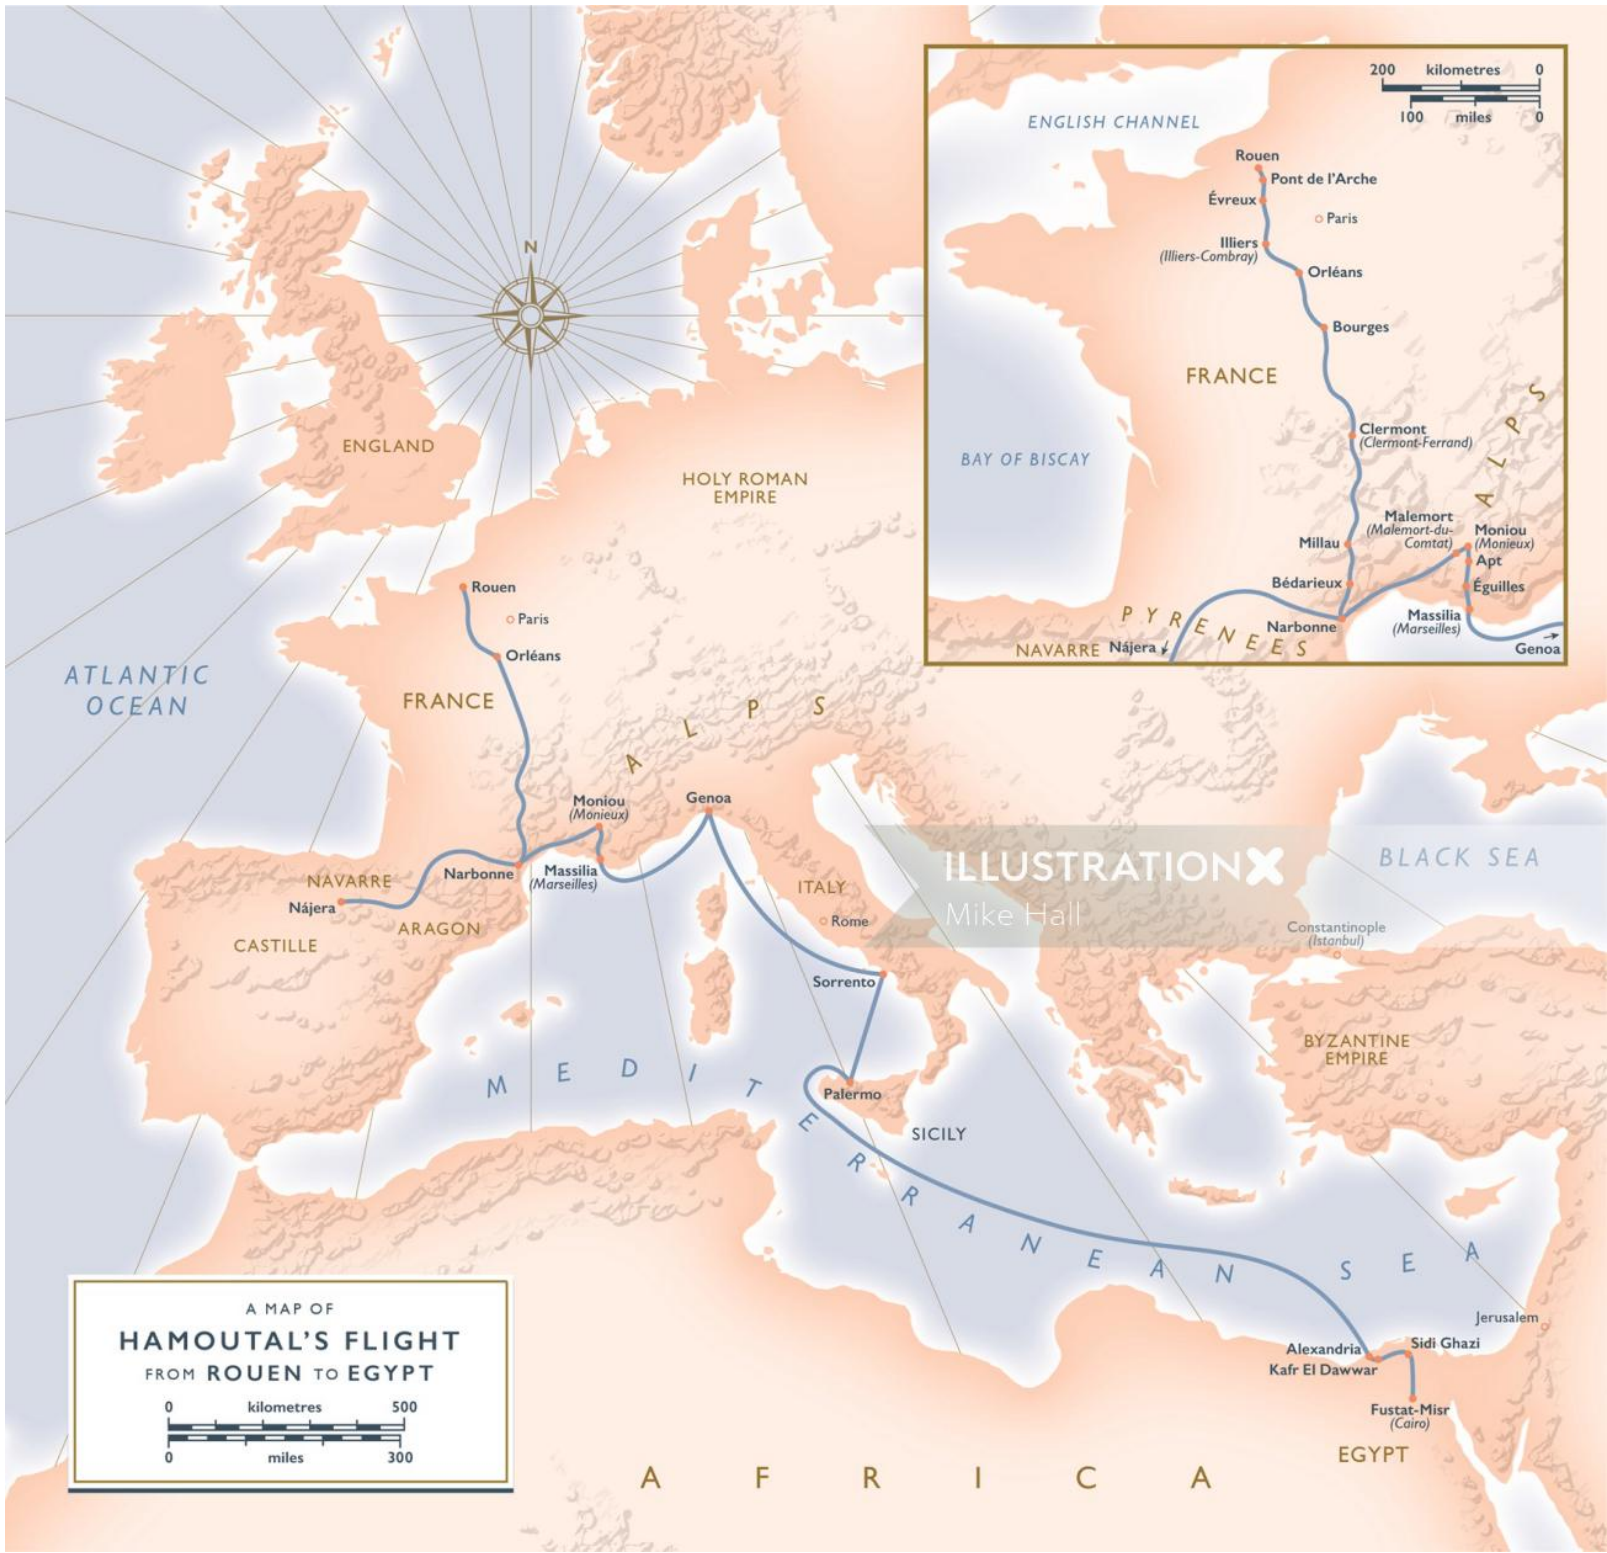 N
ENGLAND
HOLY ROMAN
EMPIRE
Rouen
Paris
Orléans
FRANCE
ATLANTIC
OCEAN
A L P S
Moniou
(Monieux)
Genoa
NAVARRE
Narbonne
Massilia
(Marseilles)
Nájera
ARAGON
CASTILLE
ITALY
Rome
Sorrento
ILLUSTRATIONX
Mike Hall
BLACK SEA
Constantinople
(Istanbul)
BYZANTINE
EMPIRE
Palermo
SICILY
M E D I T E R R A N E A N S E A
Jerusalem
Alexandria
Sidi Ghazi
Kafr El Dawwar
Fustat-Misr
(Cairo)
EGYPT
A F R I C A
200 kilometres 0
100 miles 0
ENGLISH CHANNEL
Rouen
Pont de l'Arche
Évreux
Paris
Illiers
(Illiers-Combray)
Orléans
Bourges
FRANCE
BAY OF BISCAY
A L P S
Clermont
(Clermont-Ferrand)
Malemort
(Malemort-du-
Comtat)
Moniou
(Monieux)
Millau
Apt
Bédarieux
Éguilles
PYRENEES
Narbonne
Massilia
(Marseilles)
NAVARRE
Nájera
Genoa
A MAP OF
HAMOUTAL'S FLIGHT
FROM ROUEN TO EGYPT
0 kilometres 500
0 miles 300